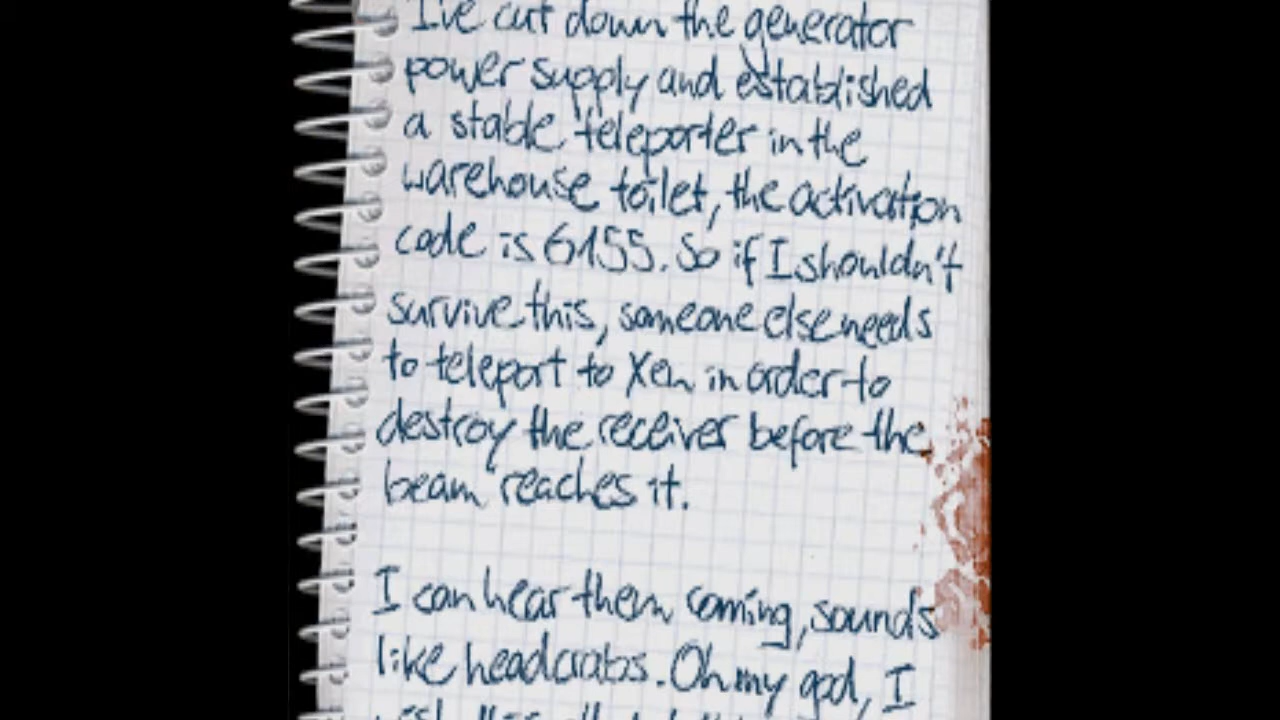 I've cut down the generator
power supply and established
a stable teleporter in the
warehouse toilet, the activation
code is 6155. So if I shouldn't
survive this, someone else needs
to teleport to Xen in order to
destroy the receiver before the
beam reaches it.
I can hear them coming, sounds
like headcrabs. Oh my god, I